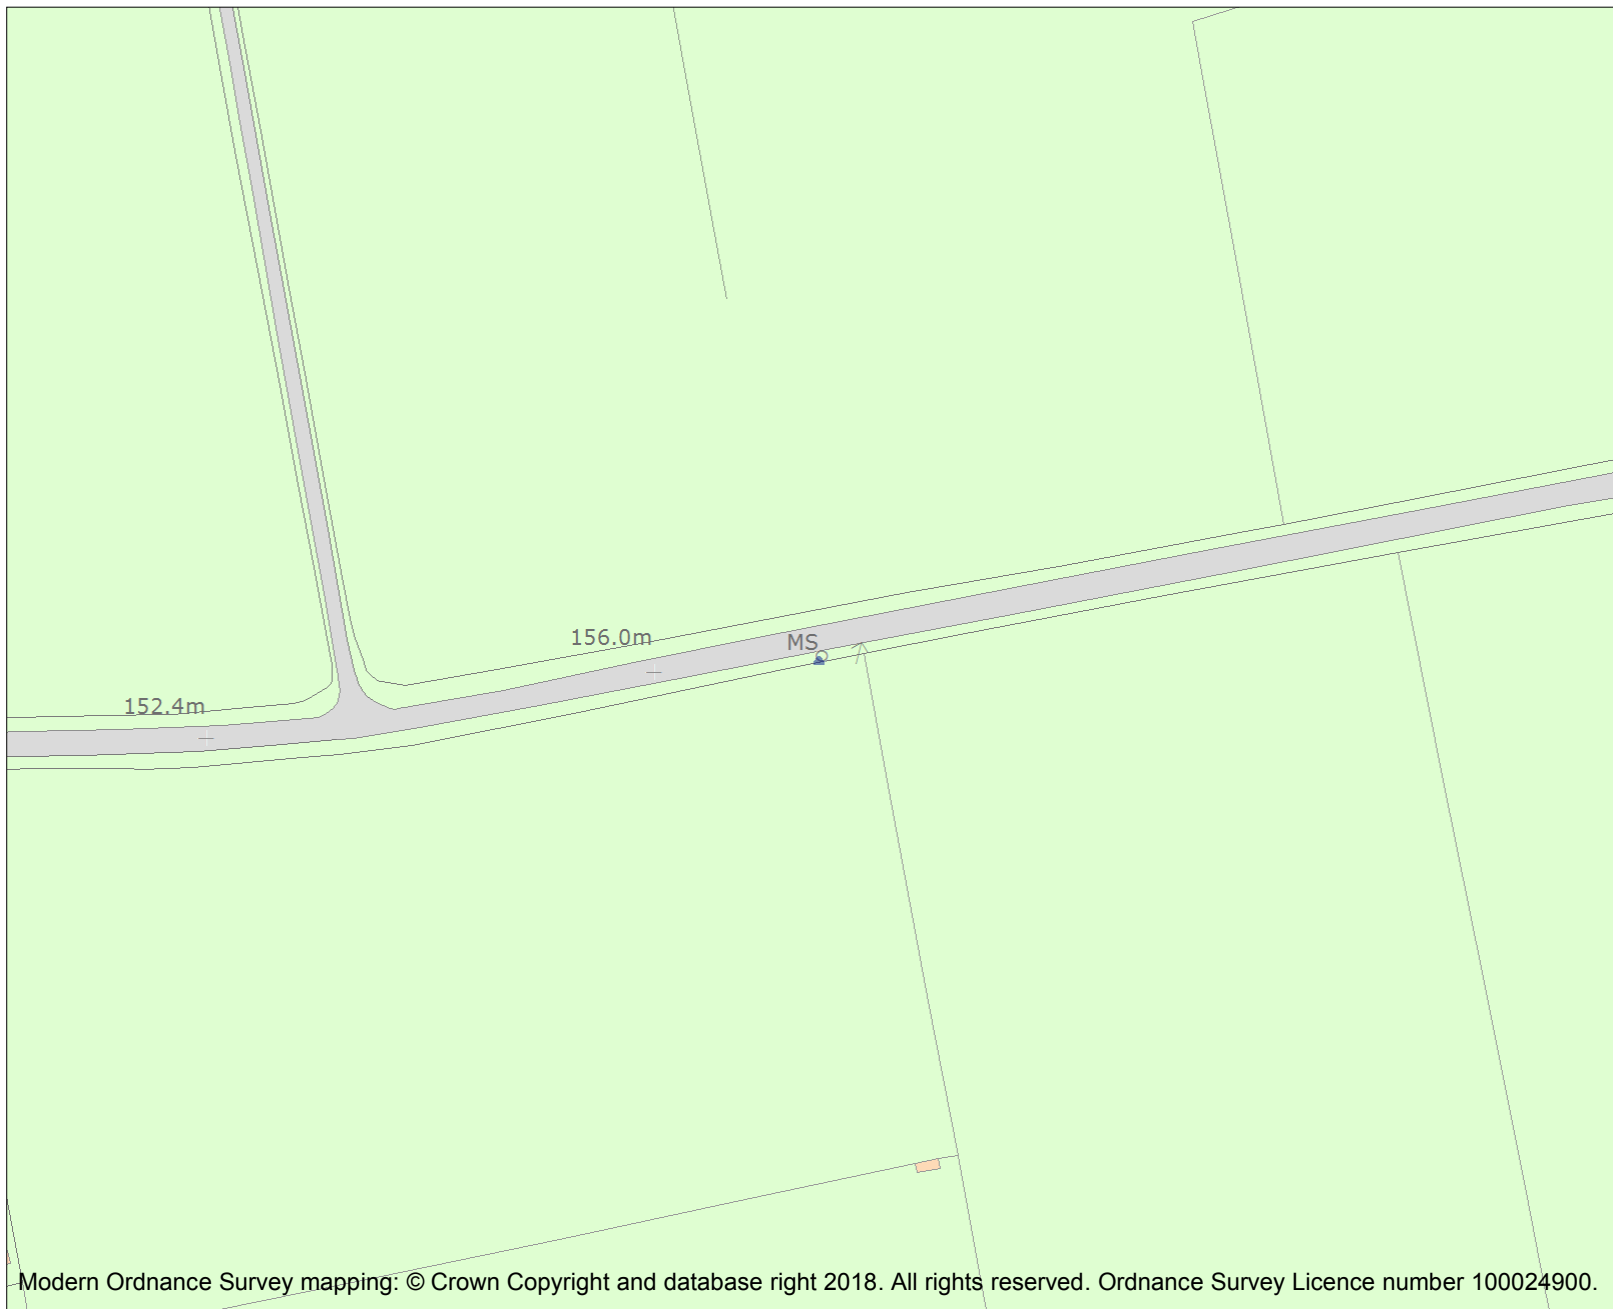 156.0m
MS
152.4m
Modern Ordnance Survey mapping: © Crown Copyright and database right 2018. All rights reserved. Ordnance Survey Licence number 100024900.